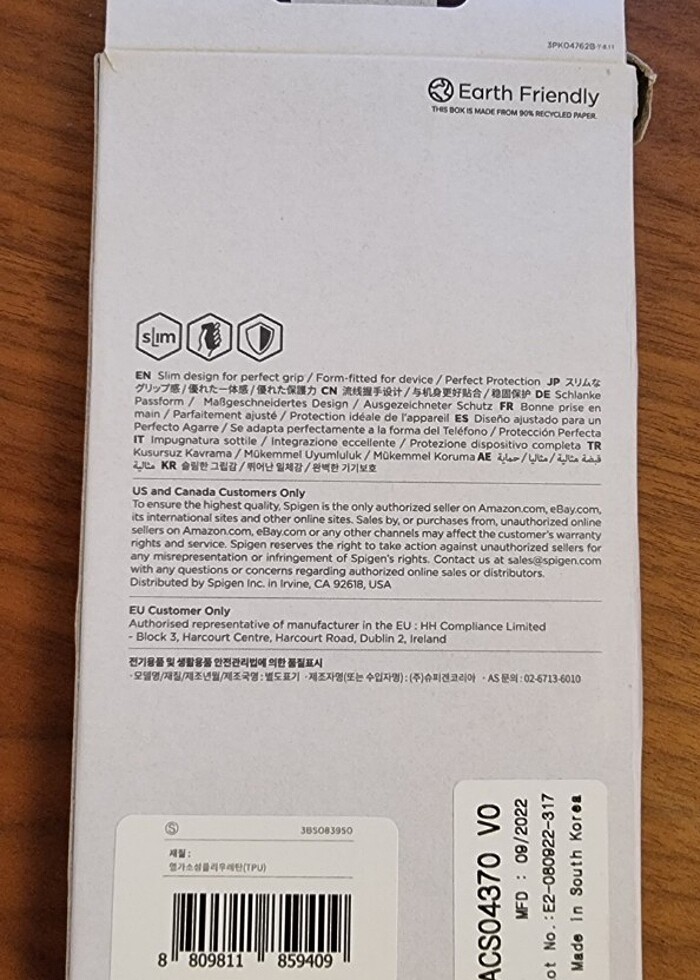 3PK04762B-Y4.11
Earth Friendly
THIS BOX IS MADE FROM 90% RECYCLED PAPER.
slim
EN Slim design for perfect grip / Form-fitted for device / Perfect Protection JP スリムな
グリップ感 / 優れた一体感 / 優れた保護力 CN 流线握手设计 / 与机身更好贴合 / 稳固保护 DE Schlanke
Passform / Maßgeschneidertes Design / Ausgezeichneter Schutz FR Bonne prise en
main / Parfaitement ajusté / Protection idéale de l'appareil ES Diseño ajustado para un
Perfecto Agarre / Se adapta perfectamente a la forma del Teléfono / Protección Perfecta
IT Impugnatura sottile / Integrazione eccellente / Protezione dispositivo completa TR
Kusursuz Kavrama / Mükemmel Uyumluluk / Mükemmel Koruma AE قبضة مثالية / مثاليا / حماية
مثالية KR 슬림한 그립감 / 뛰어난 일체감 / 완벽한 기기보호
US and Canada Customers Only
To ensure the highest quality, Spigen is the only authorized seller on Amazon.com, eBay.com,
its international sites and other online sites. Sales by, or purchases from, unauthorized online
sellers on Amazon.com, eBay.com or any other channels may affect the customer's warranty
rights and service. Spigen reserves the right to take action against unauthorized sellers for
any misrepresentation or infringement of Spigen's rights. Contact us at sales@spigen.com
with any questions or concerns regarding authorized online sales or distributors.
Distributed by Spigen Inc. in Irvine, CA 92618, USA
EU Customer Only
Authorised representative of manufacturer in the EU : HH Compliance Limited
- Block 3, Harcourt Centre, Harcourt Road, Dublin 2, Ireland
전기용품 및 생활용품 안전관리법에 의한 품질표시
·모델명/재질/제조년월/제조국명 : 별도표기 ·제조자명(또는 수입자명) : (주)슈피겐코리아 ·AS 문의 : 02-6713-6010
S 3BS083950
재질 :
열가소성폴리우레탄(TPU)
8 809811 859409
ACS04370 V0
MFD : 09/2022
ot No.:E2-080922-317
Made in South Korea